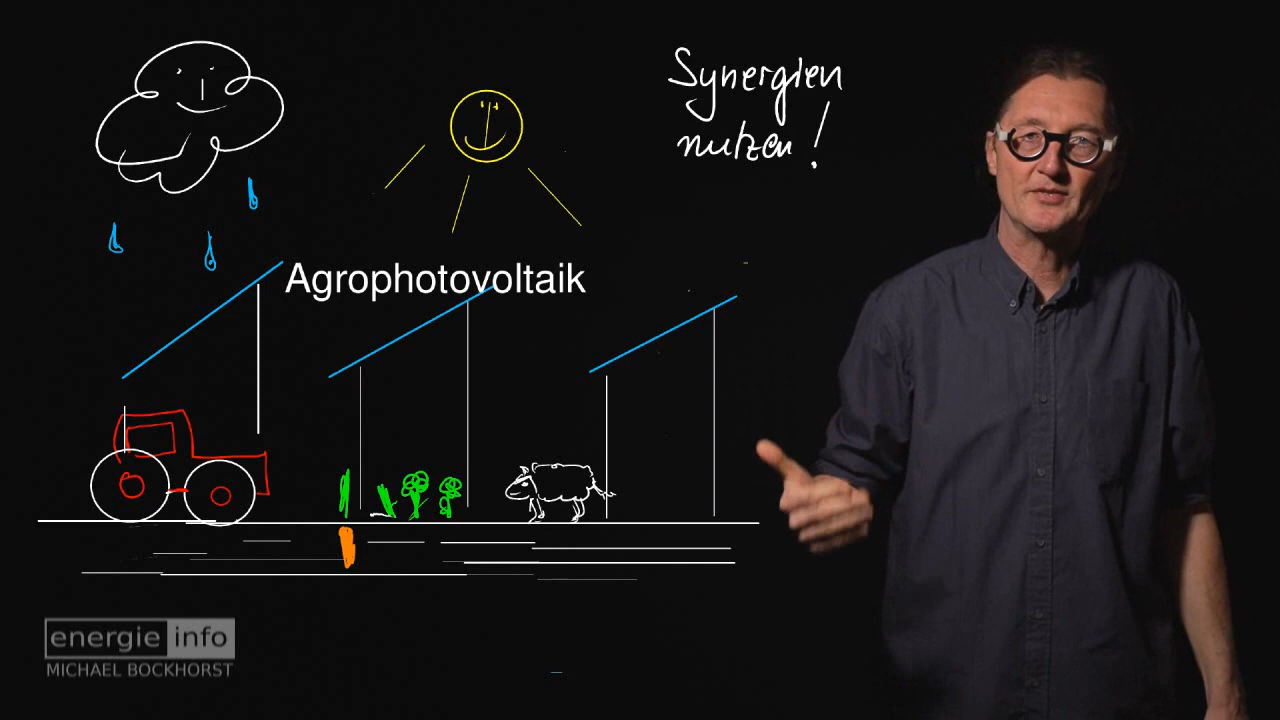 Synergien
nutzen!
Agrophotovoltaik
energie info
MICHAEL BOCKHORST